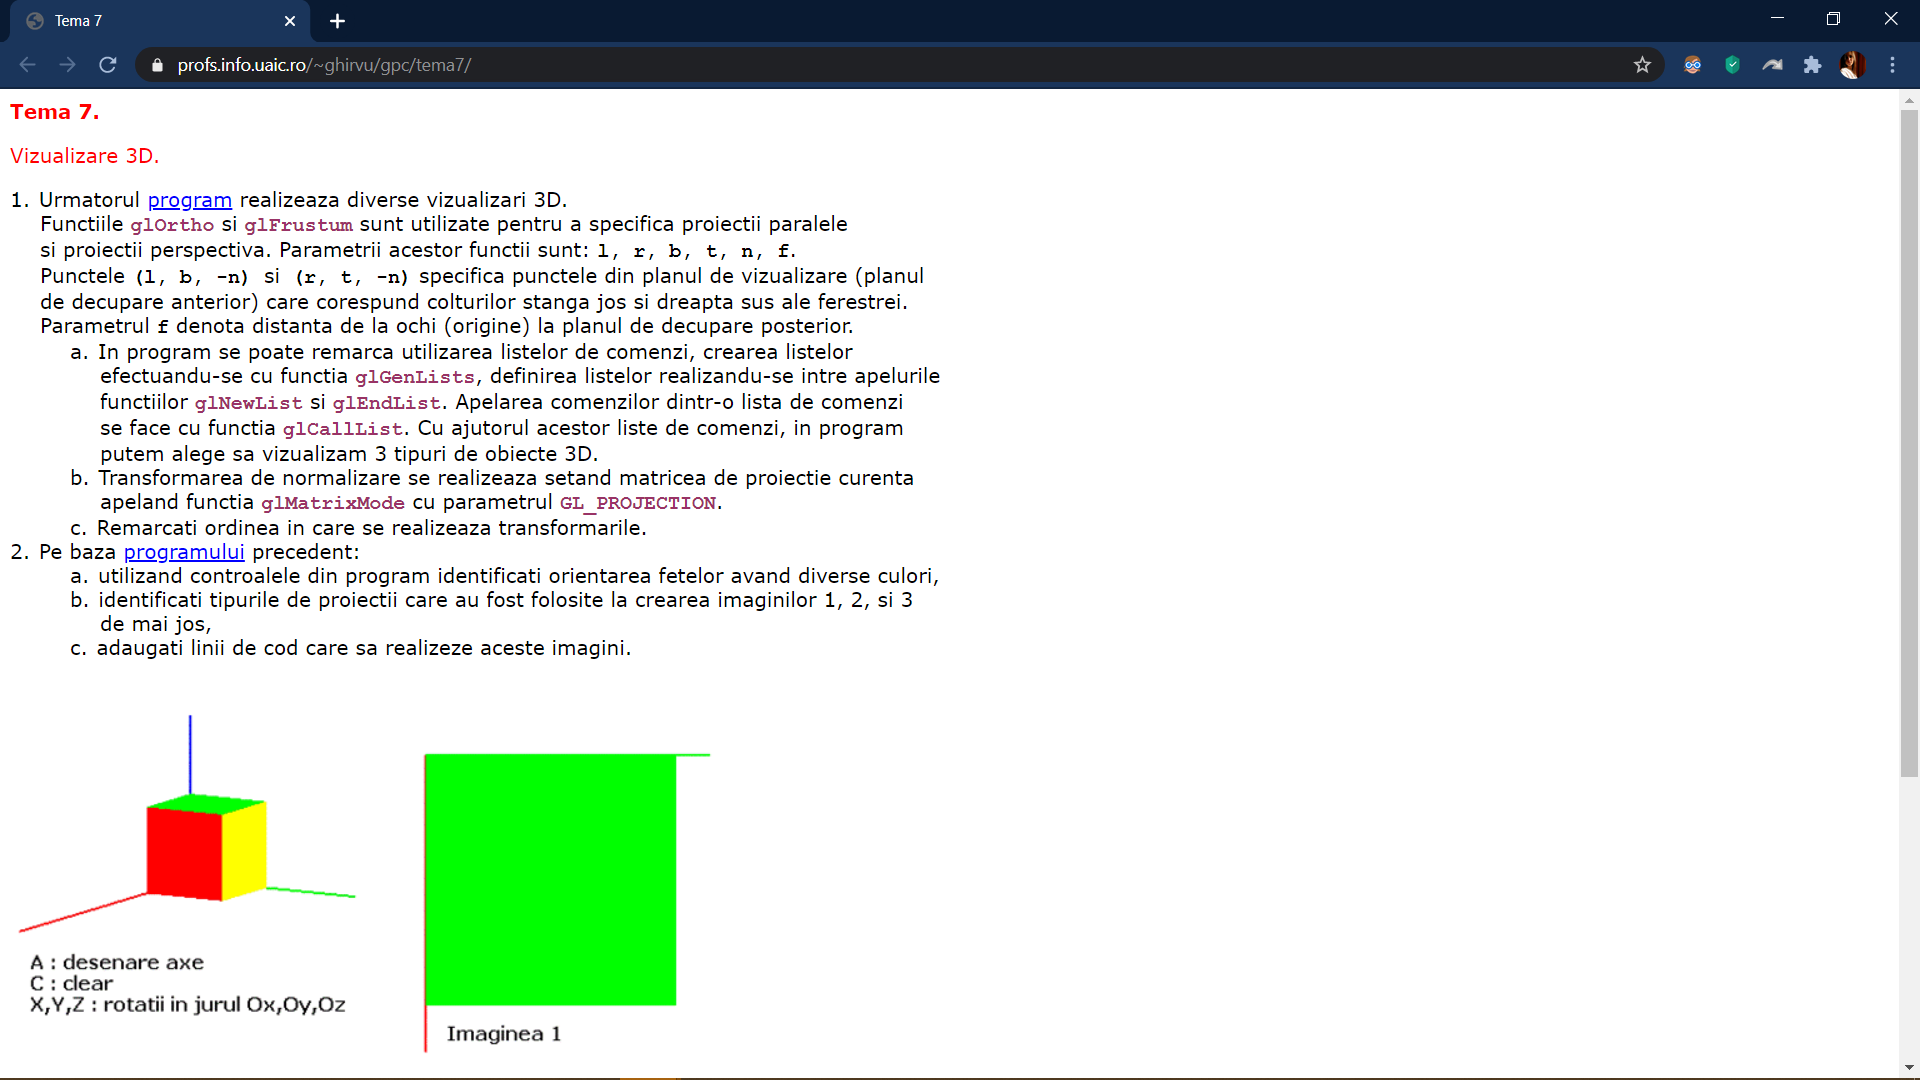 Tema 7
profs.info.uaic.ro/~ghirvu/gpc/tema7/
Tema 7.
Vizualizare 3D.
1. Urmatorul program realizeaza diverse vizualizari 3D.
Functiile glOrtho si glFrustum sunt utilizate pentru a specifica proiectii paralele
si proiectii perspectiva. Parametrii acestor functii sunt: l, r, b, t, n, f.
Punctele (l, b, -n) si (r, t, -n) specifica punctele din planul de vizualizare (planul
de decupare anterior) care corespund colturilor stanga jos si dreapta sus ale ferestrei.
Parametrul f denota distanta de la ochi (origine) la planul de decupare posterior.
a. In program se poate remarca utilizarea listelor de comenzi, crearea listelor
efectuandu-se cu functia glGenLists, definirea listelor realizandu-se intre apelurile
functiilor glNewList si glEndList. Apelarea comenzilor dintr-o lista de comenzi
se face cu functia glCallList. Cu ajutorul acestor liste de comenzi, in program
putem alege sa vizualizam 3 tipuri de obiecte 3D.
b. Transformarea de normalizare se realizeaza setand matricea de proiectie curenta
apeland functia glMatrixMode cu parametrul GL_PROJECTION.
c. Remarcati ordinea in care se realizeaza transformarile.
2. Pe baza programului precedent:
a. utilizand controalele din program identificati orientarea fetelor avand diverse culori,
b. identificati tipurile de proiectii care au fost folosite la crearea imaginilor 1, 2, si 3
de mai jos,
c. adaugati linii de cod care sa realizeze aceste imagini.
A : desenare axe
C : clear
X,Y,Z : rotatii in jurul Ox,Oy,Oz
Imaginea 1